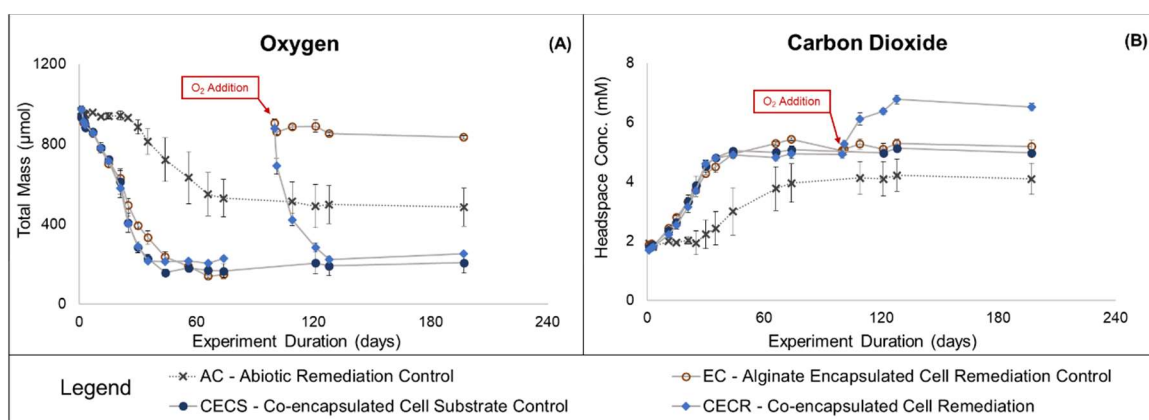 Oxygen
(A)
1200
O₂ Addition
800
Total Mass (µmol)
400
0
0
60
120
180
240
Experiment Duration (days)
Carbon Dioxide
(B)
8
O₂ Addition
6
Headspace Conc. (mM)
4
2
0
0
60
120
180
240
Experiment Duration (days)
Legend
AC - Abiotic Remediation Control
EC - Alginate Encapsulated Cell Remediation Control
CECS - Co-encapsulated Cell Substrate Control
CECR - Co-encapsulated Cell Remediation